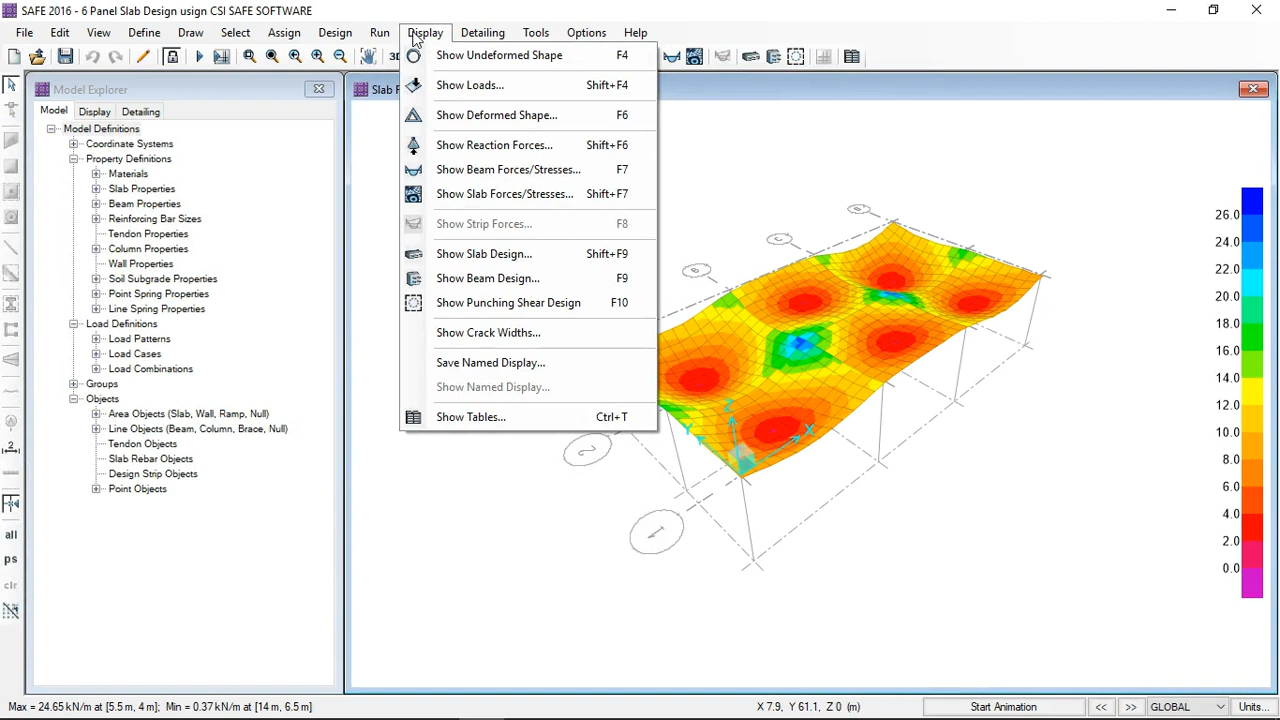 SAFE 2016 - 6 Panel Slab Design usign CSI SAFE SOFTWARE
File Edit View Define Draw Select Assign Design Run Display Detailing Tools Options Help
Model Explorer
Model Display Detailing
Model Definitions
Coordinate Systems
Property Definitions
Materials
Slab Properties
Beam Properties
Reinforcing Bar Sizes
Tendon Properties
Column Properties
Wall Properties
Soil Subgrade Properties
Point Spring Properties
Line Spring Properties
Load Definitions
Load Patterns
Load Cases
Load Combinations
Groups
Objects
Area Objects (Slab, Wall, Ramp, Null)
Line Objects (Beam, Column, Brace, Null)
Tendon Objects
Slab Rebar Objects
Design Strip Objects
Point Objects
all
ps
clr
Show Undeformed Shape F4
Show Loads... Shift+F4
Show Deformed Shape... F6
Show Reaction Forces... Shift+F6
Show Beam Forces/Stresses... F7
Show Slab Forces/Stresses... Shift+F7
Show Strip Forces... F8
Show Slab Design... Shift+F9
Show Beam Design... F9
Show Punching Shear Design F10
Show Crack Widths...
Save Named Display...
Show Named Display...
Show Tables... Ctrl+T
Slab F
3D
B
C
D
Z
Y
X
2
1
26.0
24.0
22.0
20.0
18.0
16.0
14.0
12.0
10.0
8.0
6.0
4.0
2.0
0.0
Max = 24.65 kN/m at [5.5 m, 4 m]; Min = 0.37 kN/m at [14 m, 6.5 m] X 7.9, Y 61.1, Z 0 (m) Start Animation << >> GLOBAL Units...